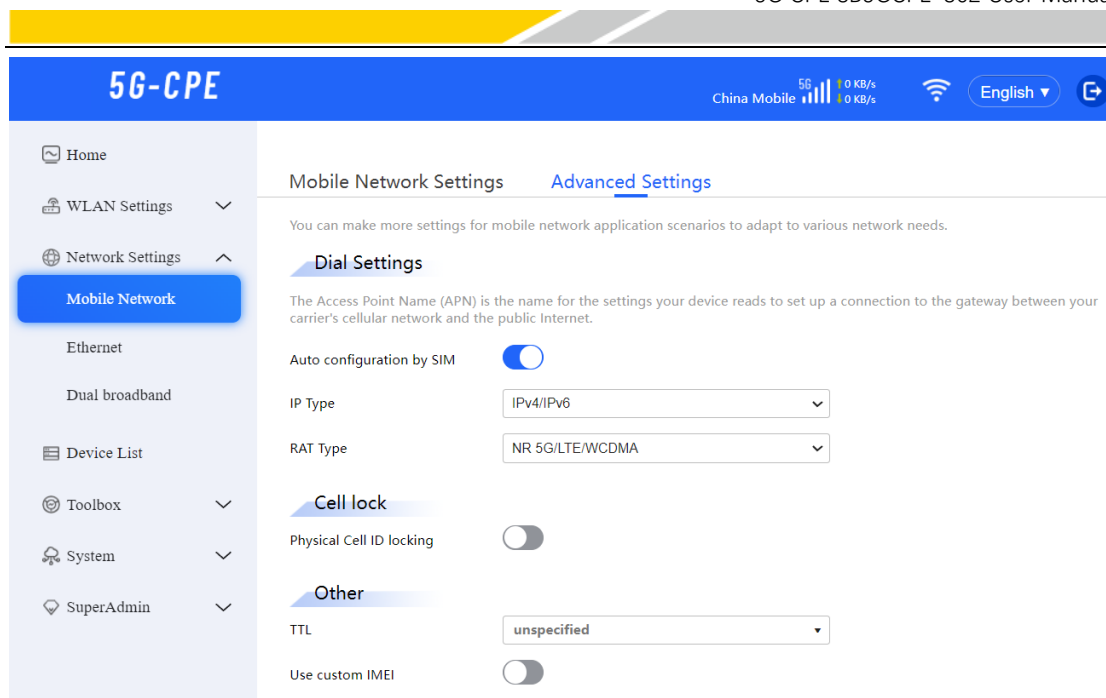 5G-CPE
5G
China Mobile
↑0 KB/s
↓0 KB/s
English ▾
Home
WLAN Settings
Network Settings
Mobile Network
Ethernet
Dual broadband
Device List
Toolbox
System
SuperAdmin
Mobile Network Settings
Advanced Settings
You can make more settings for mobile network application scenarios to adapt to various network needs.
Dial Settings
The Access Point Name (APN) is the name for the settings your device reads to set up a connection to the gateway between your
carrier's cellular network and the public Internet.
Auto configuration by SIM
IP Type
IPv4/IPv6
RAT Type
NR 5G/LTE/WCDMA
Cell lock
Physical Cell ID locking
Other
TTL
unspecified
Use custom IMEI